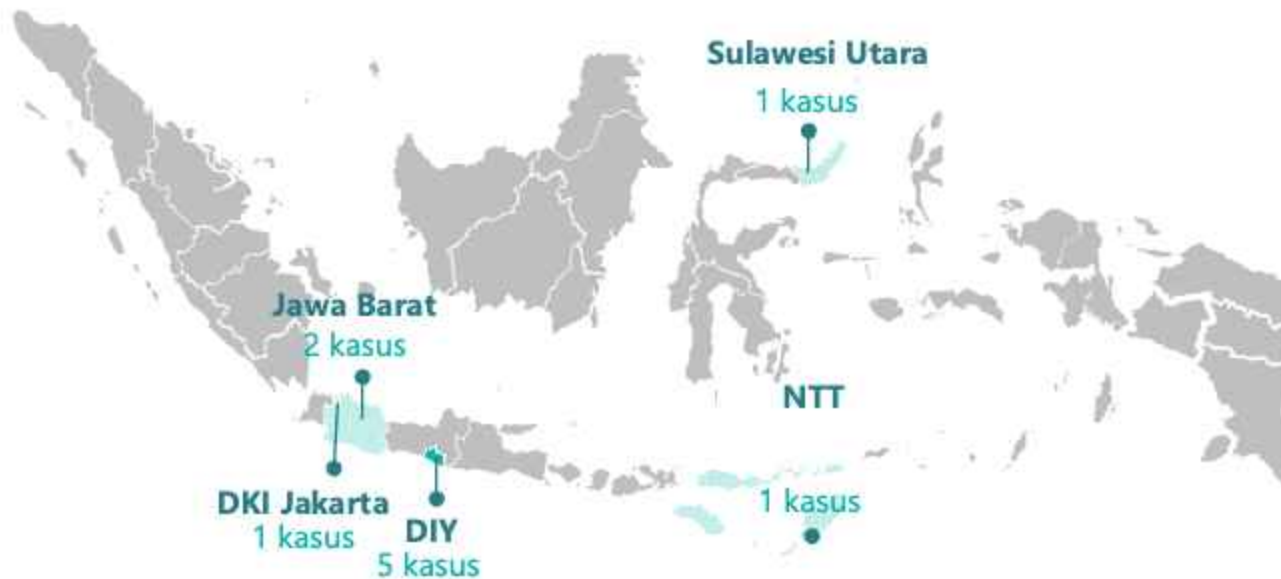 Sulawesi Utara
1 kasus
Jawa Barat
2 kasus
NTT
1 kasus
DKI Jakarta
1 kasus
DIY
5 kasus